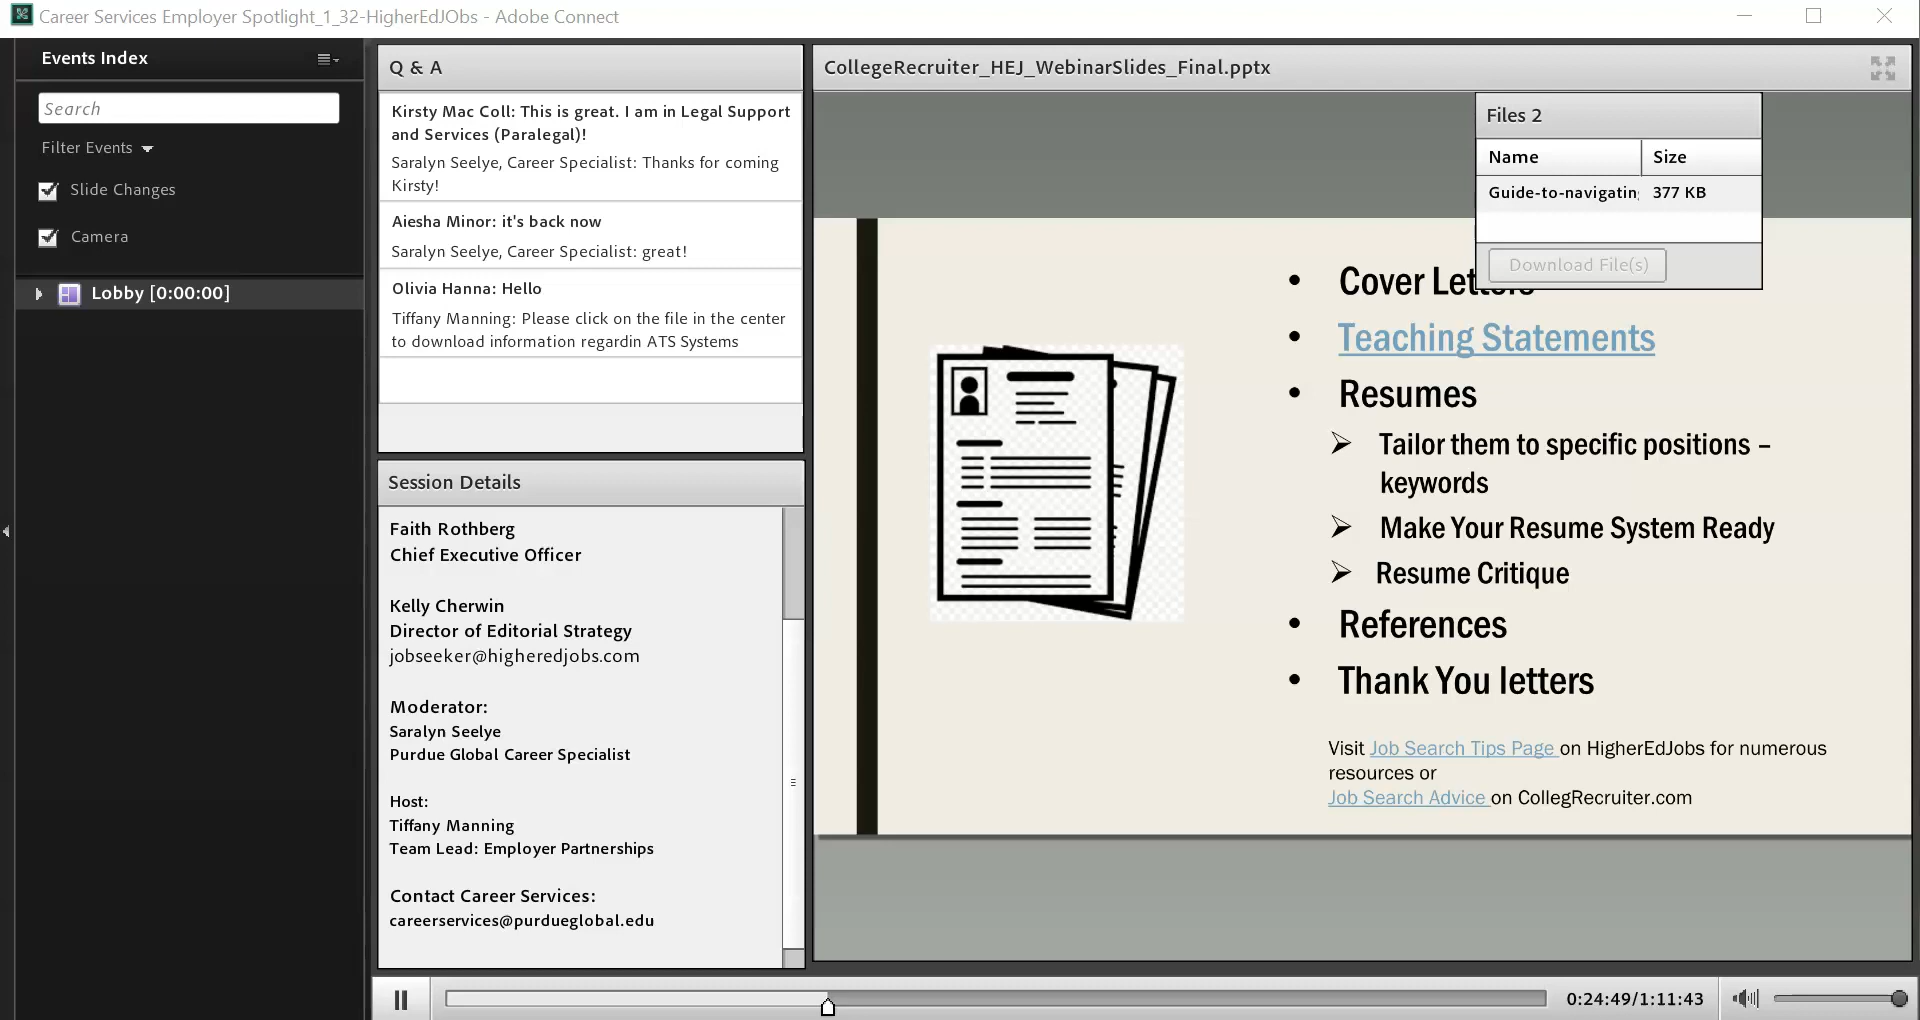 Career Services Employer Spotlight_1_32-HigherEdJObs - Adobe Connect
Events Index
Search
Filter Events
Slide Changes
Camera
Lobby [0:00:00]
Q & A
Kirsty Mac Coll: This is great. I am in Legal Support
and Services (Paralegal)!
Saralyn Seelye, Career Specialist: Thanks for coming
Kirsty!
Aiesha Minor: it's back now
Saralyn Seelye, Career Specialist: great!
Olivia Hanna: Hello
Tiffany Manning: Please click on the file in the center
to download information regardin ATS Systems
Session Details
Faith Rothberg
Chief Executive Officer
Kelly Cherwin
Director of Editorial Strategy
jobseeker@higheredjobs.com
Moderator:
Saralyn Seelye
Purdue Global Career Specialist
Host:
Tiffany Manning
Team Lead: Employer Partnerships
Contact Career Services:
careerservices@purdueglobal.edu
CollegeRecruiter_HEJ_WebinarSlides_Final.pptx
Files 2
Name Size
Guide-to-navigatin 377 KB
Download File(s)
• Cover Letters
• Teaching Statements
• Resumes
➢ Tailor them to specific positions –
keywords
➢ Make Your Resume System Ready
➢ Resume Critique
• References
• Thank You letters
Visit Job Search Tips Page on HigherEdJobs for numerous
resources or
Job Search Advice on CollegRecruiter.com
0:24:49/1:11:43